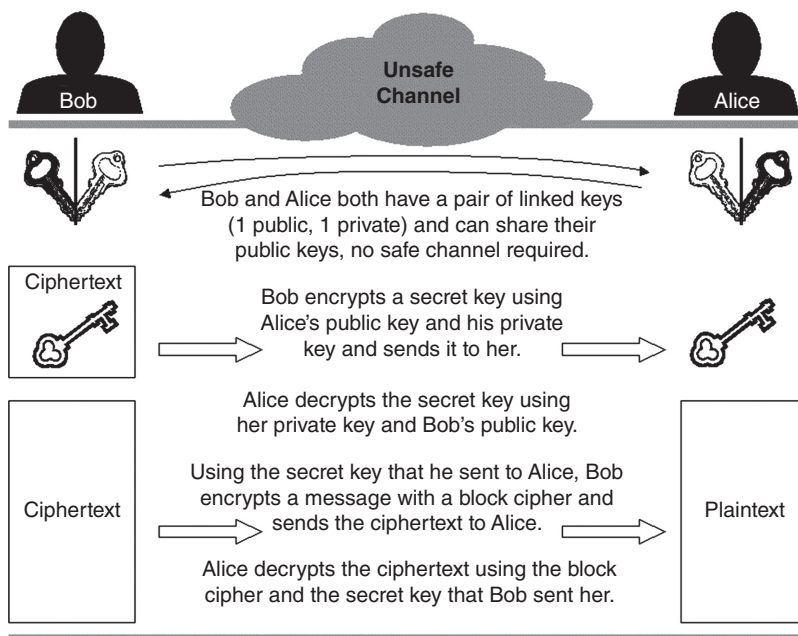 Unsafe
Channel
Bob
Alice
Bob and Alice both have a pair of linked keys
(1 public, 1 private) and can share their
public keys, no safe channel required.
Ciphertext
Bob encrypts a secret key using
Alice's public key and his private
key and sends it to her.
Alice decrypts the secret key using
her private key and Bob's public key.
Ciphertext
Using the secret key that he sent to Alice, Bob
encrypts a message with a block cipher and
sends the ciphertext to Alice.
Plaintext
Alice decrypts the ciphertext using the block
cipher and the secret key that Bob sent her.